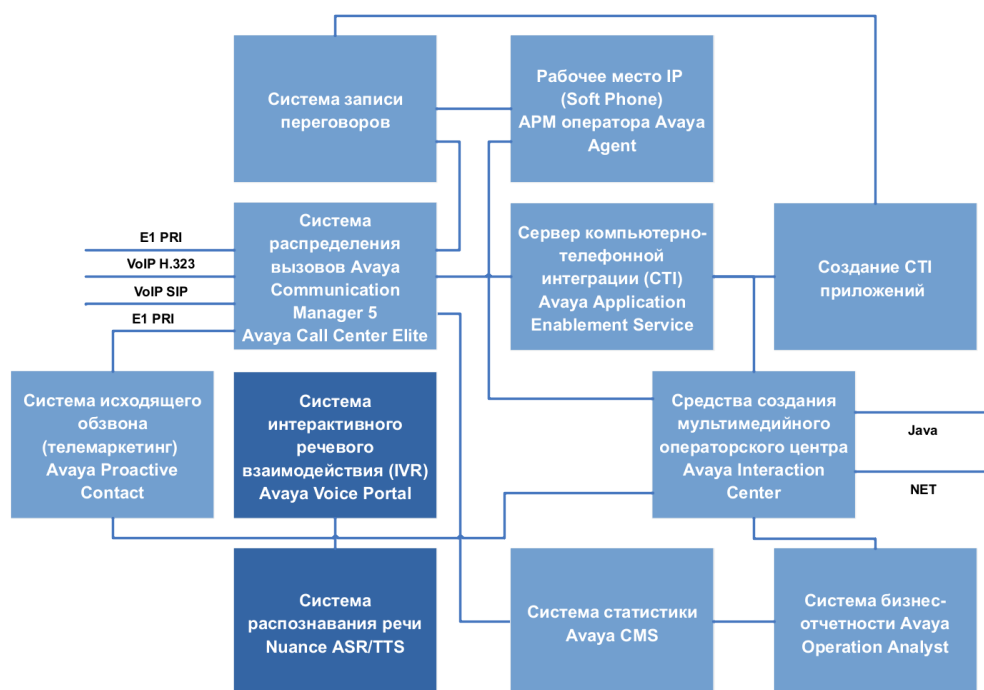 Система записи
переговоров
Рабочее место IP
(Soft Phone)
АРМ оператора Avaya
Agent
E1 PRI
VoIP H.323
VoIP SIP
E1 PRI
Система
распределения
вызовов Avaya
Communication
Manager 5
Avaya Call Center Elite
Сервер компьютерно-
телефонной
интеграции (CTI)
Avaya Application
Enablement Service
Создание CTI
приложений
Система исходящего
обзвона
(телемаркетинг)
Avaya Proactive
Contact
Система
интерактивного
речевого
взаимодействия (IVR)
Avaya Voice Portal
Средства создания
мультимедийного
операторского центра
Avaya Interaction
Center
Java
NET
Система
распознавания речи
Nuance ASR/TTS
Система статистики
Avaya CMS
Система бизнес-
отчетности Avaya
Operation Analyst